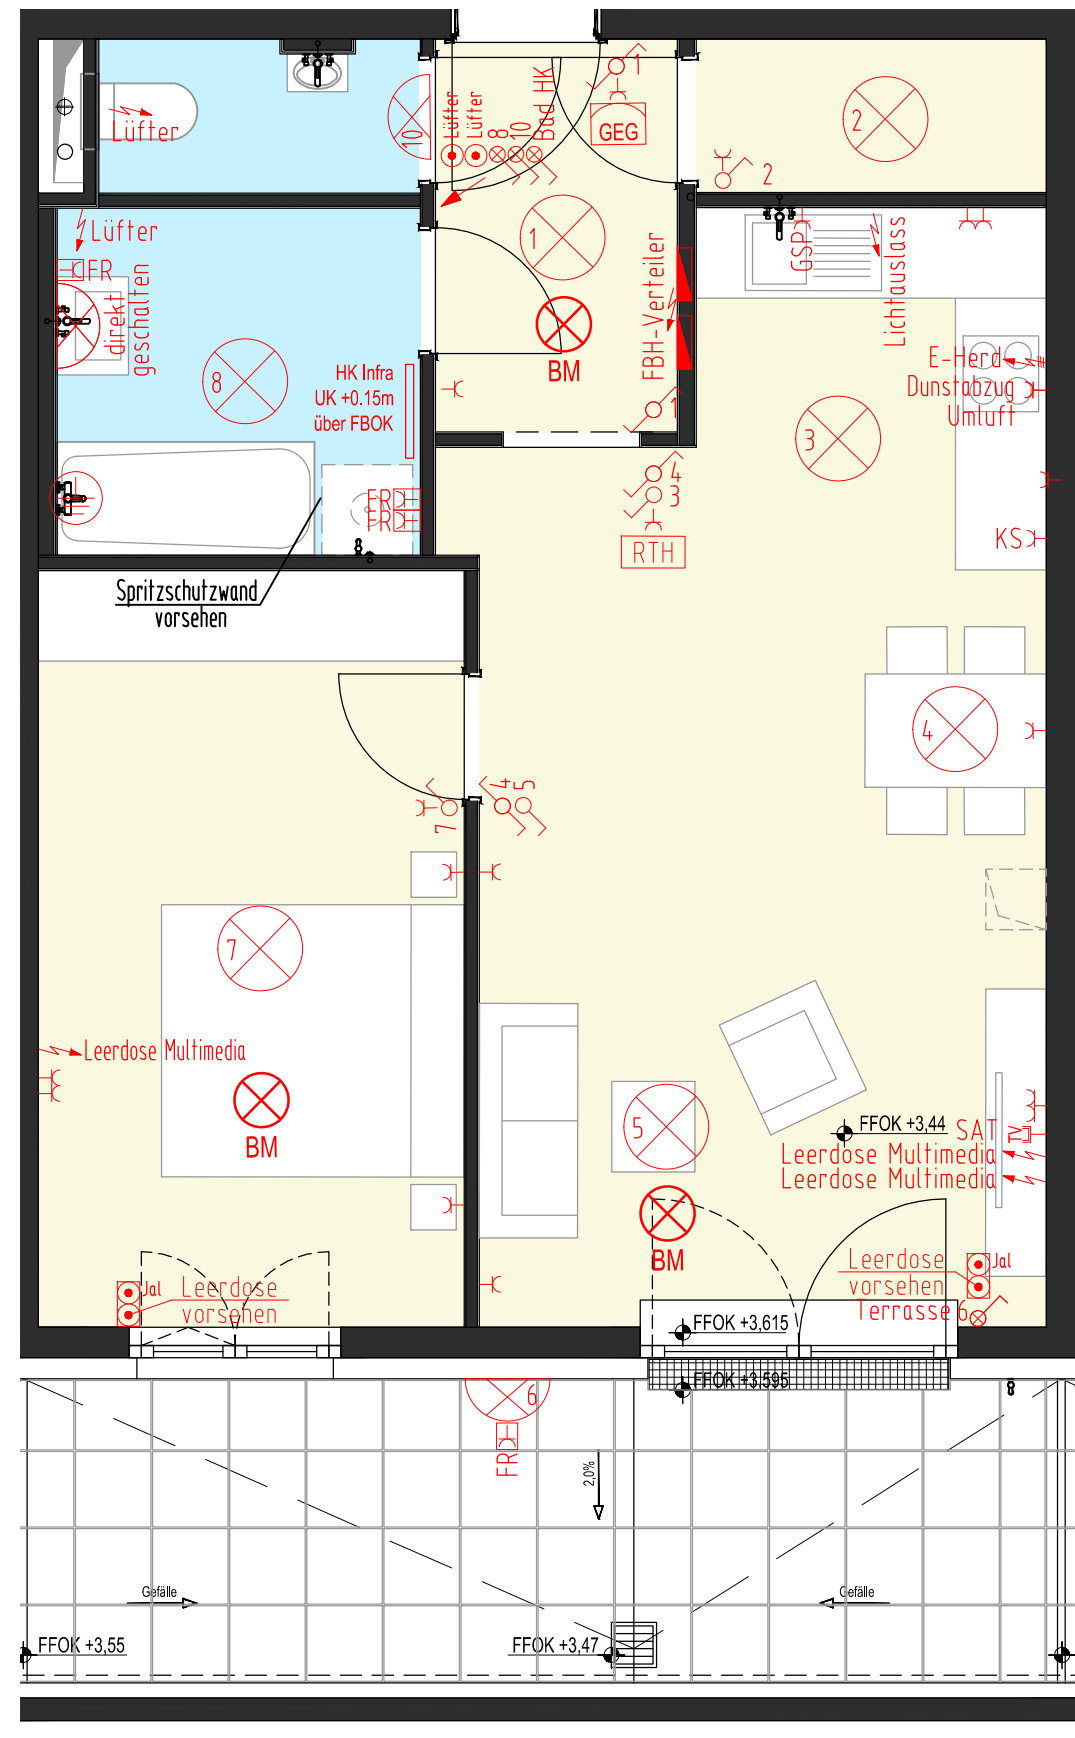 1
GEG
Lüfter
Lüfter
8
10
Bad HK
10
Lüfter
2
2
1
BM
FBH-Verteiler
1
Lüfter
FR
direkt
geschalten
8
HK Infra
UK +0.15m
über FBOK
FR
FR
GSP
Lichtauslass
E-Herd
Dunstabzug
Umluft
3
KS
4
3
RTH
Spritzschutzwand
vorsehen
4
7
4
5
7
Leerdose Multimedia
BM
5
FFOK +3,44
SAT
TV
Leerdose Multimedia
Leerdose Multimedia
BM
Jal
Leerdose
vorsehen
Leerdose
vorsehen
Jal
Terrasse 6
FFOK +3,615
FFOK +3,595
6
FR
2,0%
Gefälle
Gefälle
FFOK +3,55
FFOK +3,47